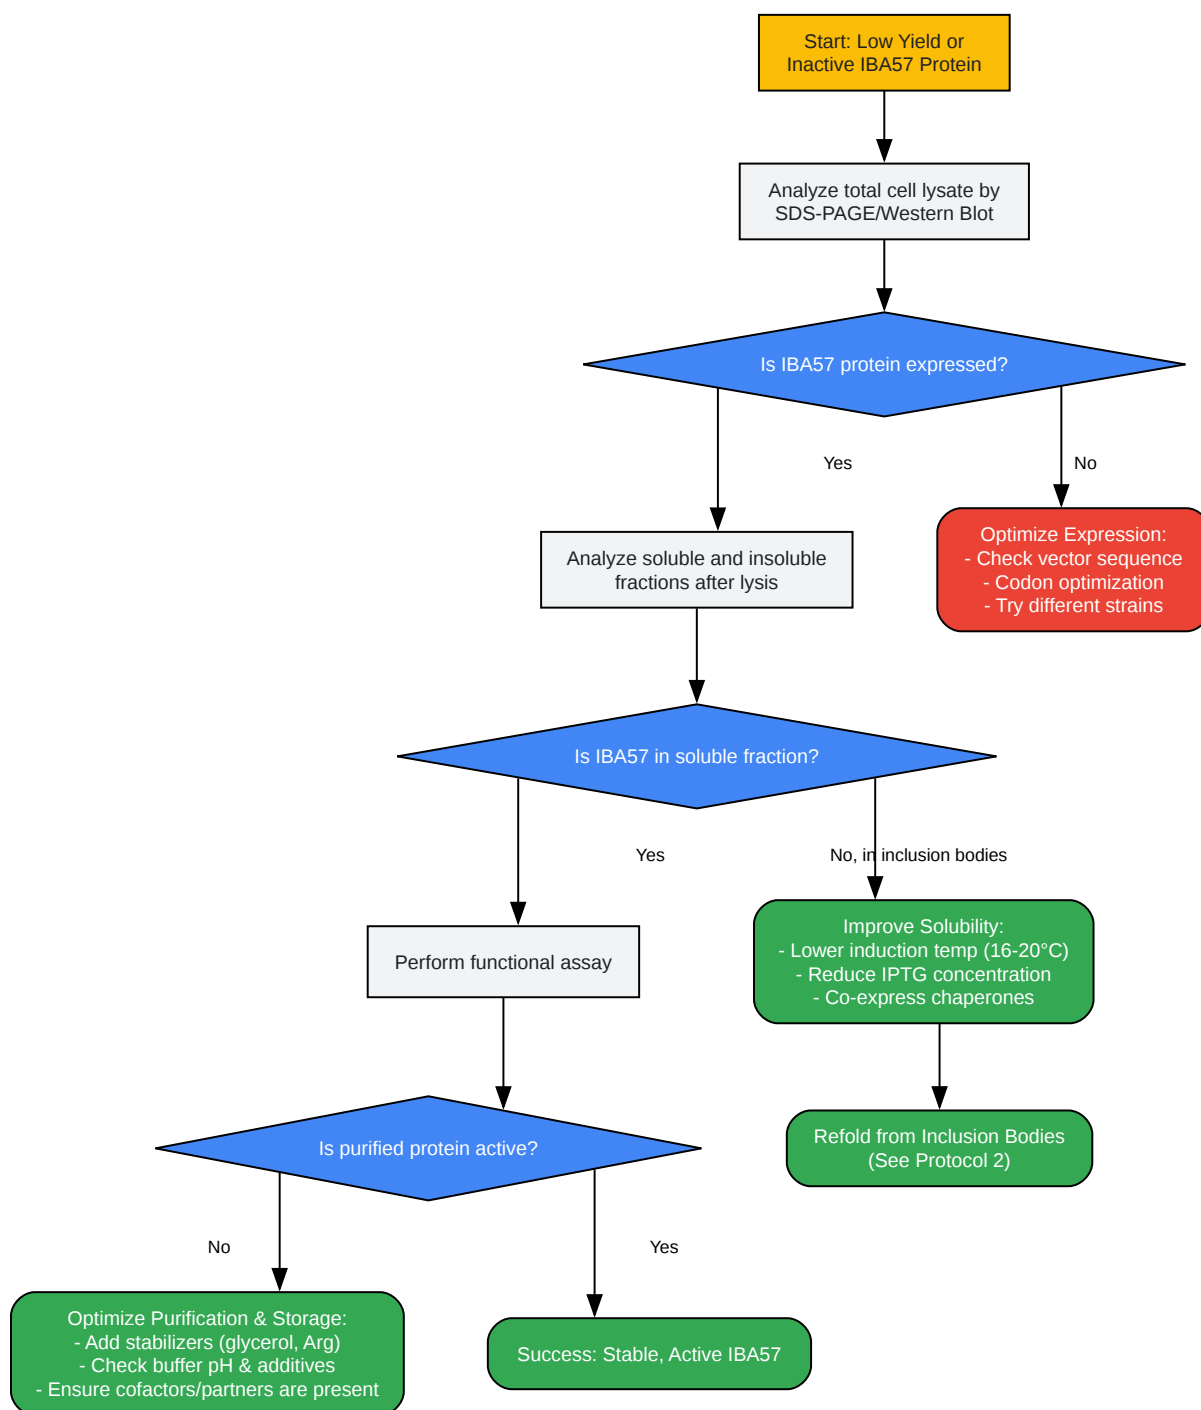 Start: Low Yield or
Inactive IBA57 Protein
Analyze total cell lysate by
SDS-PAGE/Western Blot
Is IBA57 protein expressed?
Yes
No
Optimize Expression:
- Check vector sequence
- Codon optimization
- Try different strains
Analyze soluble and insoluble
fractions after lysis
Is IBA57 in soluble fraction?
Yes
No, in inclusion bodies
Improve Solubility:
- Lower induction temp (16-20°C)
- Reduce IPTG concentration
- Co-express chaperones
Perform functional assay
Refold from Inclusion Bodies
(See Protocol 2)
Is purified protein active?
No
Yes
Optimize Purification & Storage:
- Add stabilizers (glycerol, Arg)
- Check buffer pH & additives
- Ensure cofactors/partners are present
Success: Stable, Active IBA57